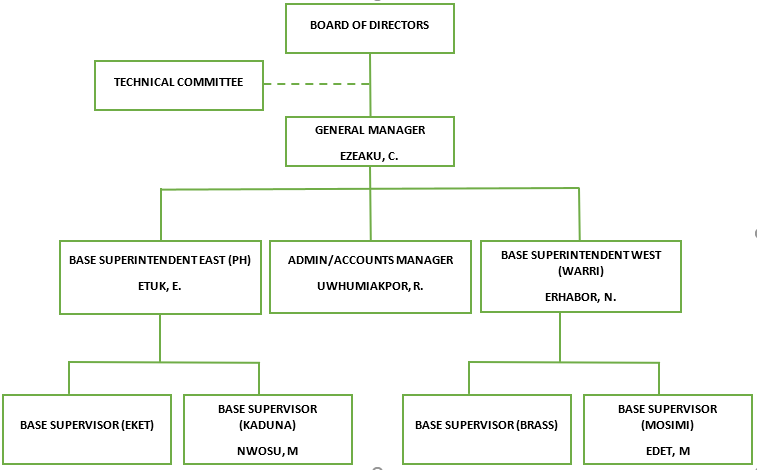 BOARD OF DIRECTORS
TECHNICAL COMMITTEE
GENERAL MANAGER
EZEAKU, C.
BASE SUPERINTENDENT EAST (PH)
ETUK, E.
ADMIN/ACCOUNTS MANAGER
UWHUMIAKPOR, R.
BASE SUPERINTENDENT WEST
(WARRI)
ERHABOR, N.
BASE SUPERVISOR (EKET)
BASE SUPERVISOR
(KADUNA)
NWOSU, M
BASE SUPERVISOR (BRASS)
BASE SUPERVISOR
(MOSIMI)
EDET, M